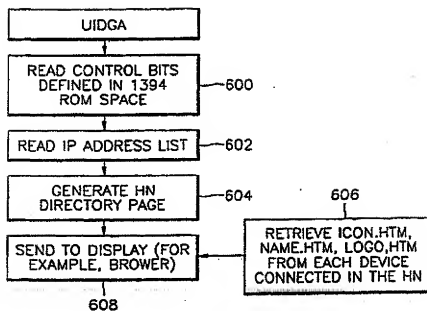 UIDGA
READ CONTROL BITS
DEFINED IN 1394
ROM SPACE
600
READ IP ADDRESS LIST
602
GENERATE HN
DIRECTORY PAGE
604
606
RETRIEVE ICON.HTM,
NAME.HTM, LOGO,HTM
FROM EACH DEVICE
CONNECTED IN THE HN
SEND TO DISPLAY (FOR
EXAMPLE, BROWER)
608